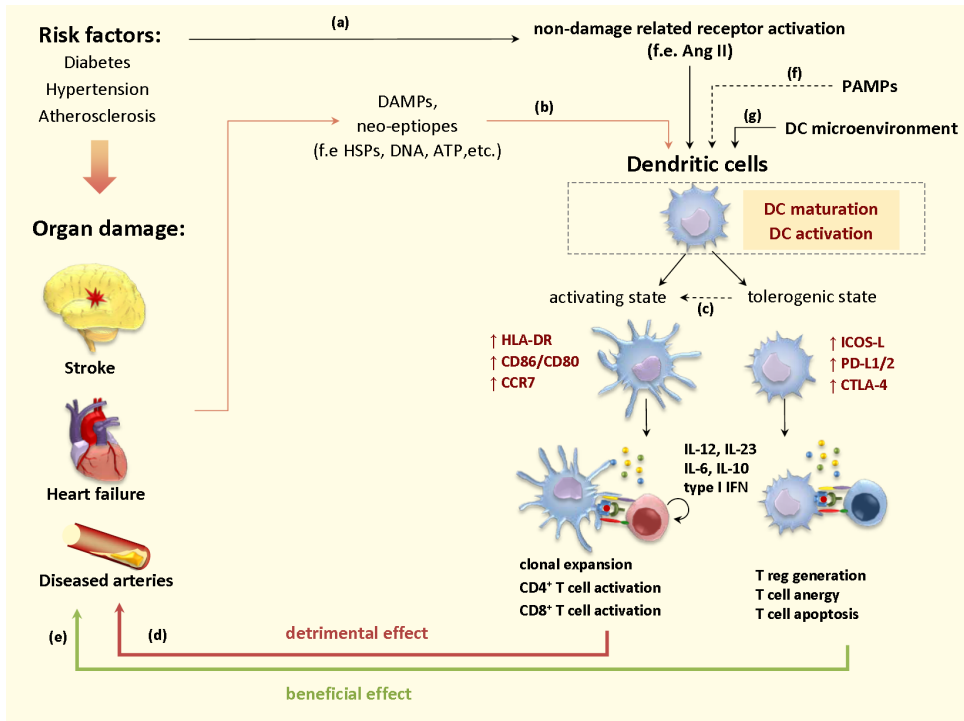 Risk factors:
Diabetes
Hypertension
Atherosclerosis
(a)
non-damage related receptor activation
(f.e. Ang II)
(f)
PAMPs
(g)
DC microenvironment
DAMPs,
neo-eptiopes
(f.e HSPs, DNA, ATP,etc.)
(b)
Dendritic cells
DC maturation
DC activation
Organ damage:
Stroke
Heart failure
Diseased arteries
activating state
(c)
tolerogenic state
↑ HLA-DR
↑ CD86/CD80
↑ CCR7
↑ ICOS-L
↑ PD-L1/2
↑ CTLA-4
IL-12, IL-23
IL-6, IL-10
type I IFN
clonal expansion
CD4⁺ T cell activation
CD8⁺ T cell activation
T reg generation
T cell anergy
T cell apoptosis
(e)
(d)
detrimental effect
beneficial effect